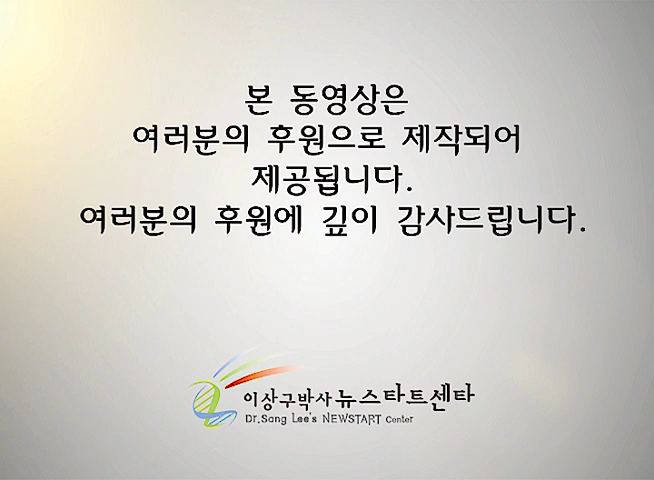 본 동영상은
여러분의 후원으로 제작되어
제공됩니다.
여러분의 후원에 깊이 감사드립니다.
이상구박사 뉴스타트센타
Dr.Sang Lee's NEWSTART Center